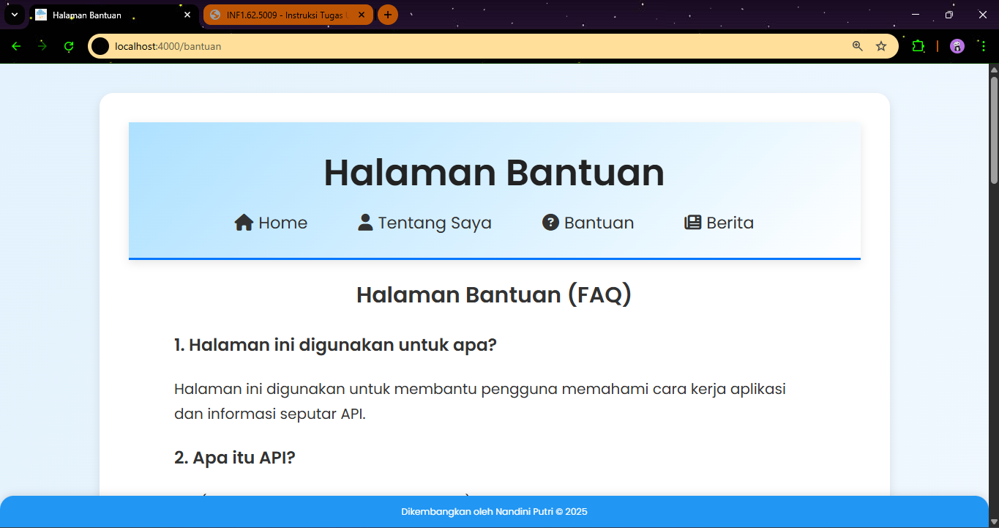 Halaman Bantuan
INF1.62.5009 - Instruksi Tugas
localhost:4000/bantuan
Halaman Bantuan
Home Tentang Saya Bantuan Berita
Halaman Bantuan (FAQ)
1. Halaman ini digunakan untuk apa?
Halaman ini digunakan untuk membantu pengguna memahami cara kerja aplikasi
dan informasi seputar API.
2. Apa itu API?
Dikembangkan oleh Nandini Putri © 2025